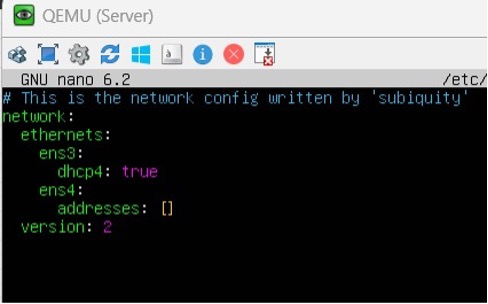 QEMU (Server)
GNU nano 6.2 /etc/
# This is the network config written by 'subiquity'
network:
  ethernets:
    ens3:
      dhcp4: true
    ens4:
      addresses: []
  version: 2